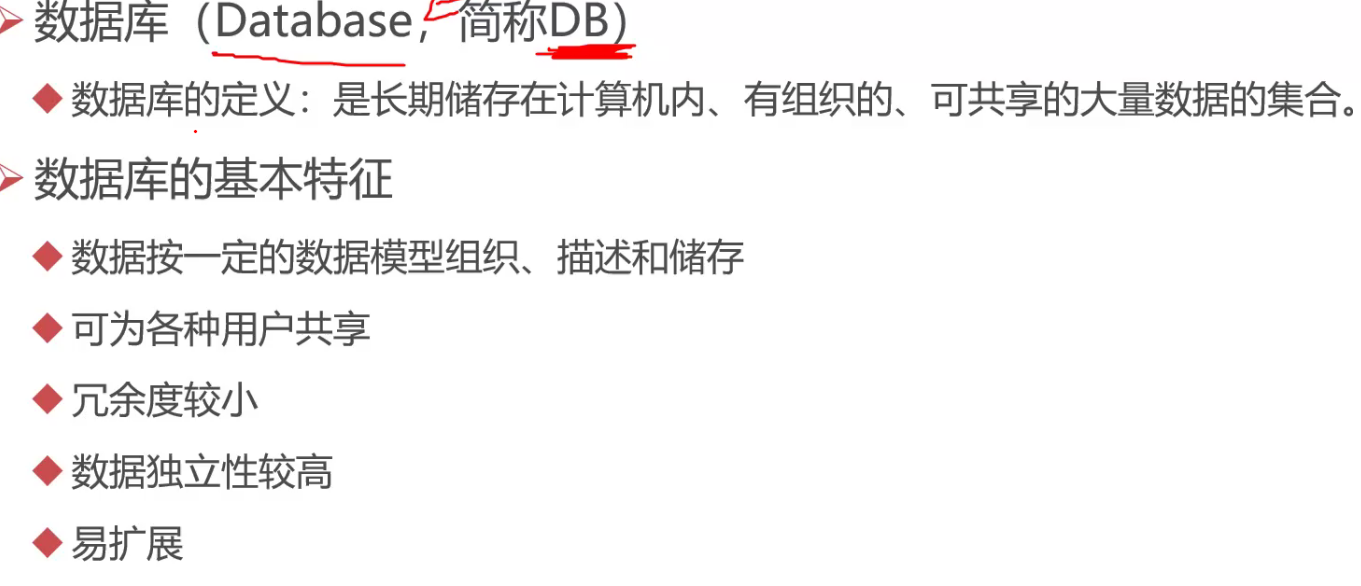 数据库（Database，简称DB）
数据库的定义：是长期储存在计算机内、有组织的、可共享的大量数据的集合。
数据库的基本特征
数据按一定的数据模型组织、描述和储存
可为各种用户共享
冗余度较小
数据独立性较高
易扩展